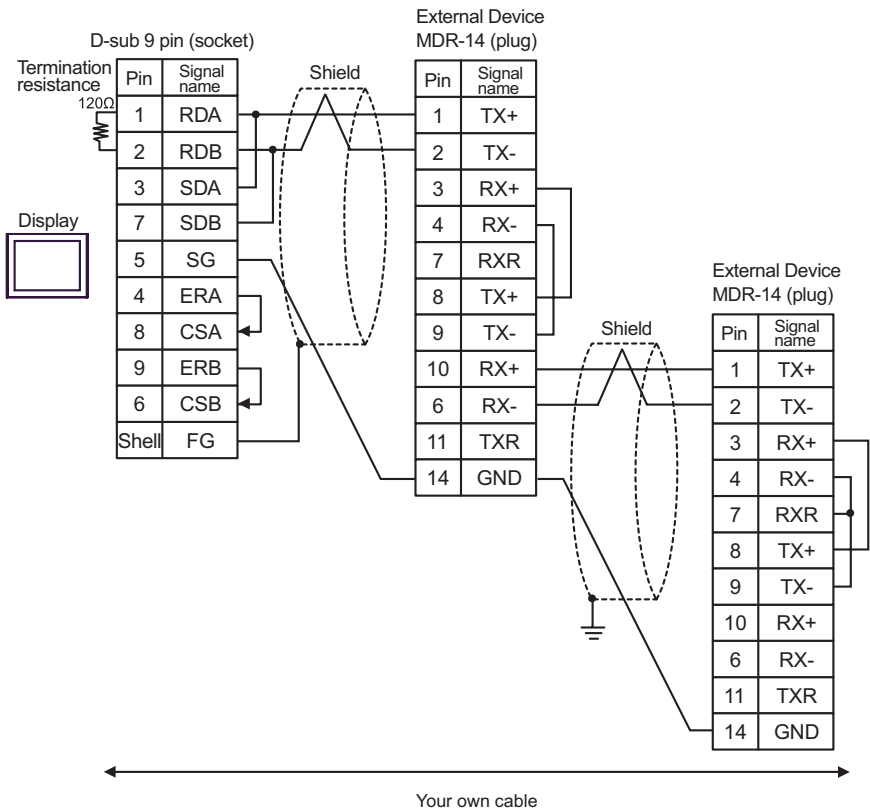 D-sub 9 pin (socket)
Termination
resistance
120Ω
Pin Signal name
1 RDA
2 RDB
3 SDA
7 SDB
5 SG
4 ERA
8 CSA
9 ERB
6 CSB
Shell FG
Display
Shield
External Device
MDR-14 (plug)
Pin Signal name
1 TX+
2 TX-
3 RX+
4 RX-
7 RXR
8 TX+
9 TX-
10 RX+
6 RX-
11 TXR
14 GND
Shield
External Device
MDR-14 (plug)
Pin Signal name
1 TX+
2 TX-
3 RX+
4 RX-
7 RXR
8 TX+
9 TX-
10 RX+
6 RX-
11 TXR
14 GND
Your own cable